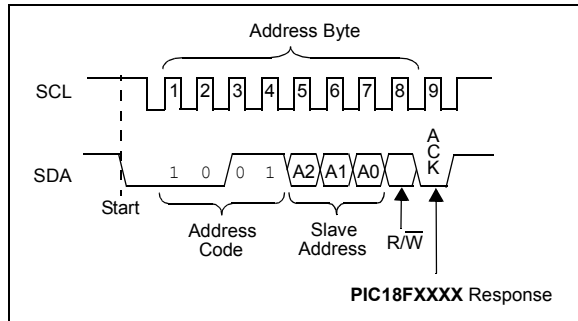 Address Byte
SCL 1 2 3 4 5 6 7 8 9
SDA 1 0 0 1 A2 A1 A0 ACK
Start
Address Code
Slave Address
R/W̅
PIC18FXXXX Response